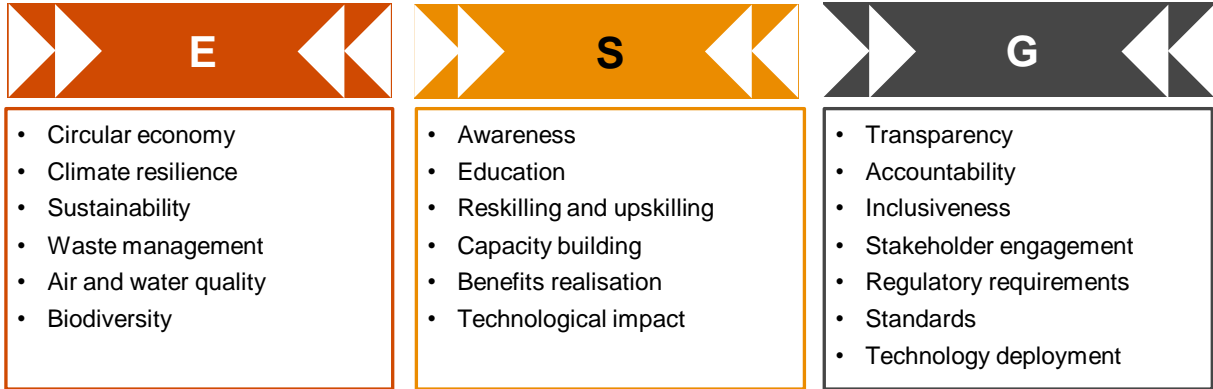 E
• Circular economy
• Climate resilience
• Sustainability
• Waste management
• Air and water quality
• Biodiversity
S
• Awareness
• Education
• Reskilling and upskilling
• Capacity building
• Benefits realisation
• Technological impact
G
• Transparency
• Accountability
• Inclusiveness
• Stakeholder engagement
• Regulatory requirements
• Standards
• Technology deployment